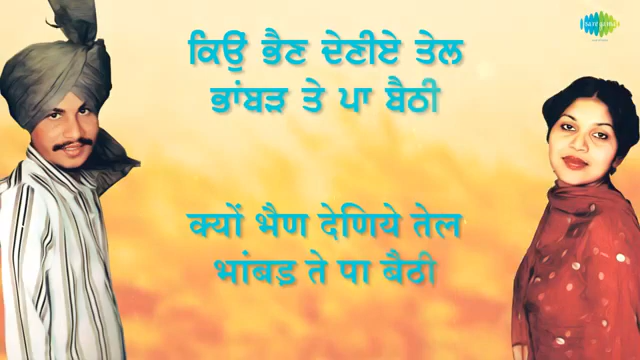 ਕਿਉਂ ਭੈਣ ਦੇਣੀਏ ਤੇਲ
ਭਾਂਬੜ ਤੇ ਪਾ ਬੈਠੀ
क्यों भैण देणिये तेल
भांबड़ ते पा बैठी